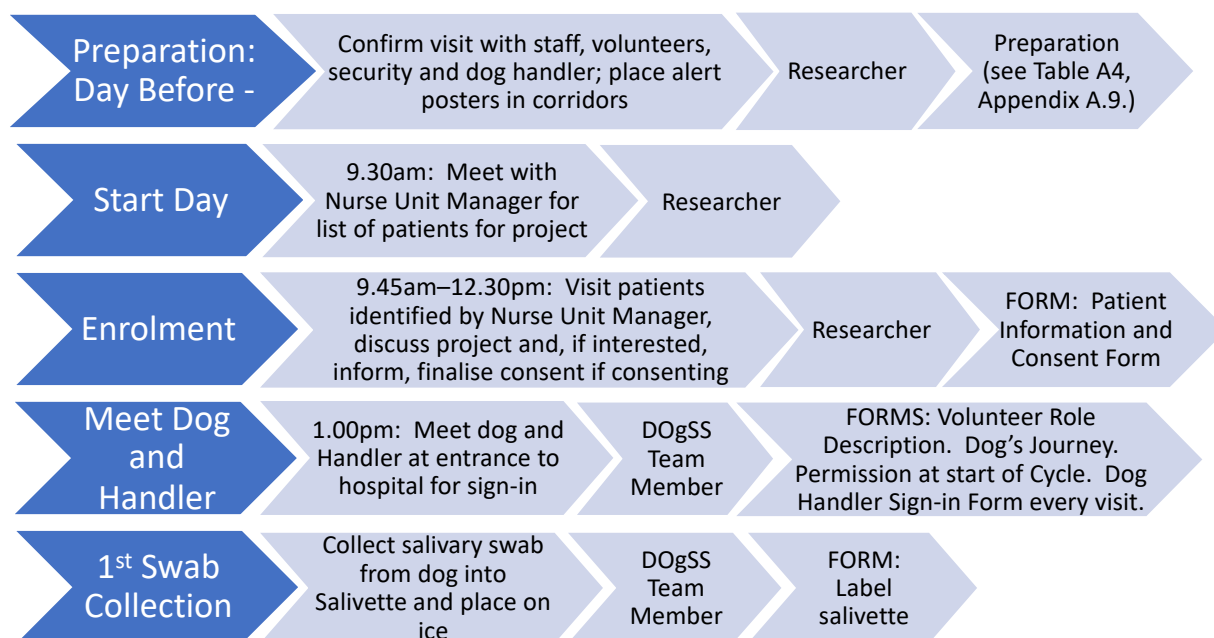 Preparation:
Day Before -
Confirm visit with staff, volunteers,
security and dog handler; place alert
posters in corridors
Researcher
Preparation
(see Table A4,
Appendix A.9.)
Start Day
9.30am:  Meet with
Nurse Unit Manager for
list of patients for project
Researcher
Enrolment
9.45am–12.30pm:  Visit patients
identified by Nurse Unit Manager,
discuss project and, if interested,
inform, finalise consent if consenting
Researcher
FORM:  Patient
Information and
Consent Form
Meet Dog
and
Handler
1.00pm:  Meet dog and
Handler at entrance to
hospital for sign-in
DOgSS
Team
Member
FORMS: Volunteer Role
Description.  Dog’s Journey.
Permission at start of Cycle.  Dog
Handler Sign-in Form every visit.
1st Swab
Collection
Collect salivary swab
from dog into
Salivette and place on
ice
DOgSS
Team
Member
FORM:
Label
salivette